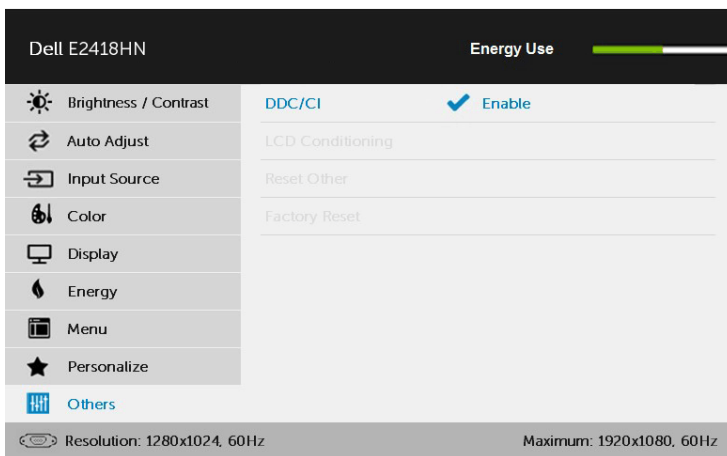 Dell E2418HN
Energy Use
Brightness / Contrast
DDC/CI
Enable
Auto Adjust
LCD Conditioning
Input Source
Reset Other
Color
Factory Reset
Display
Energy
Menu
Personalize
Others
Resolution: 1280x1024, 60Hz
Maximum: 1920x1080, 60Hz